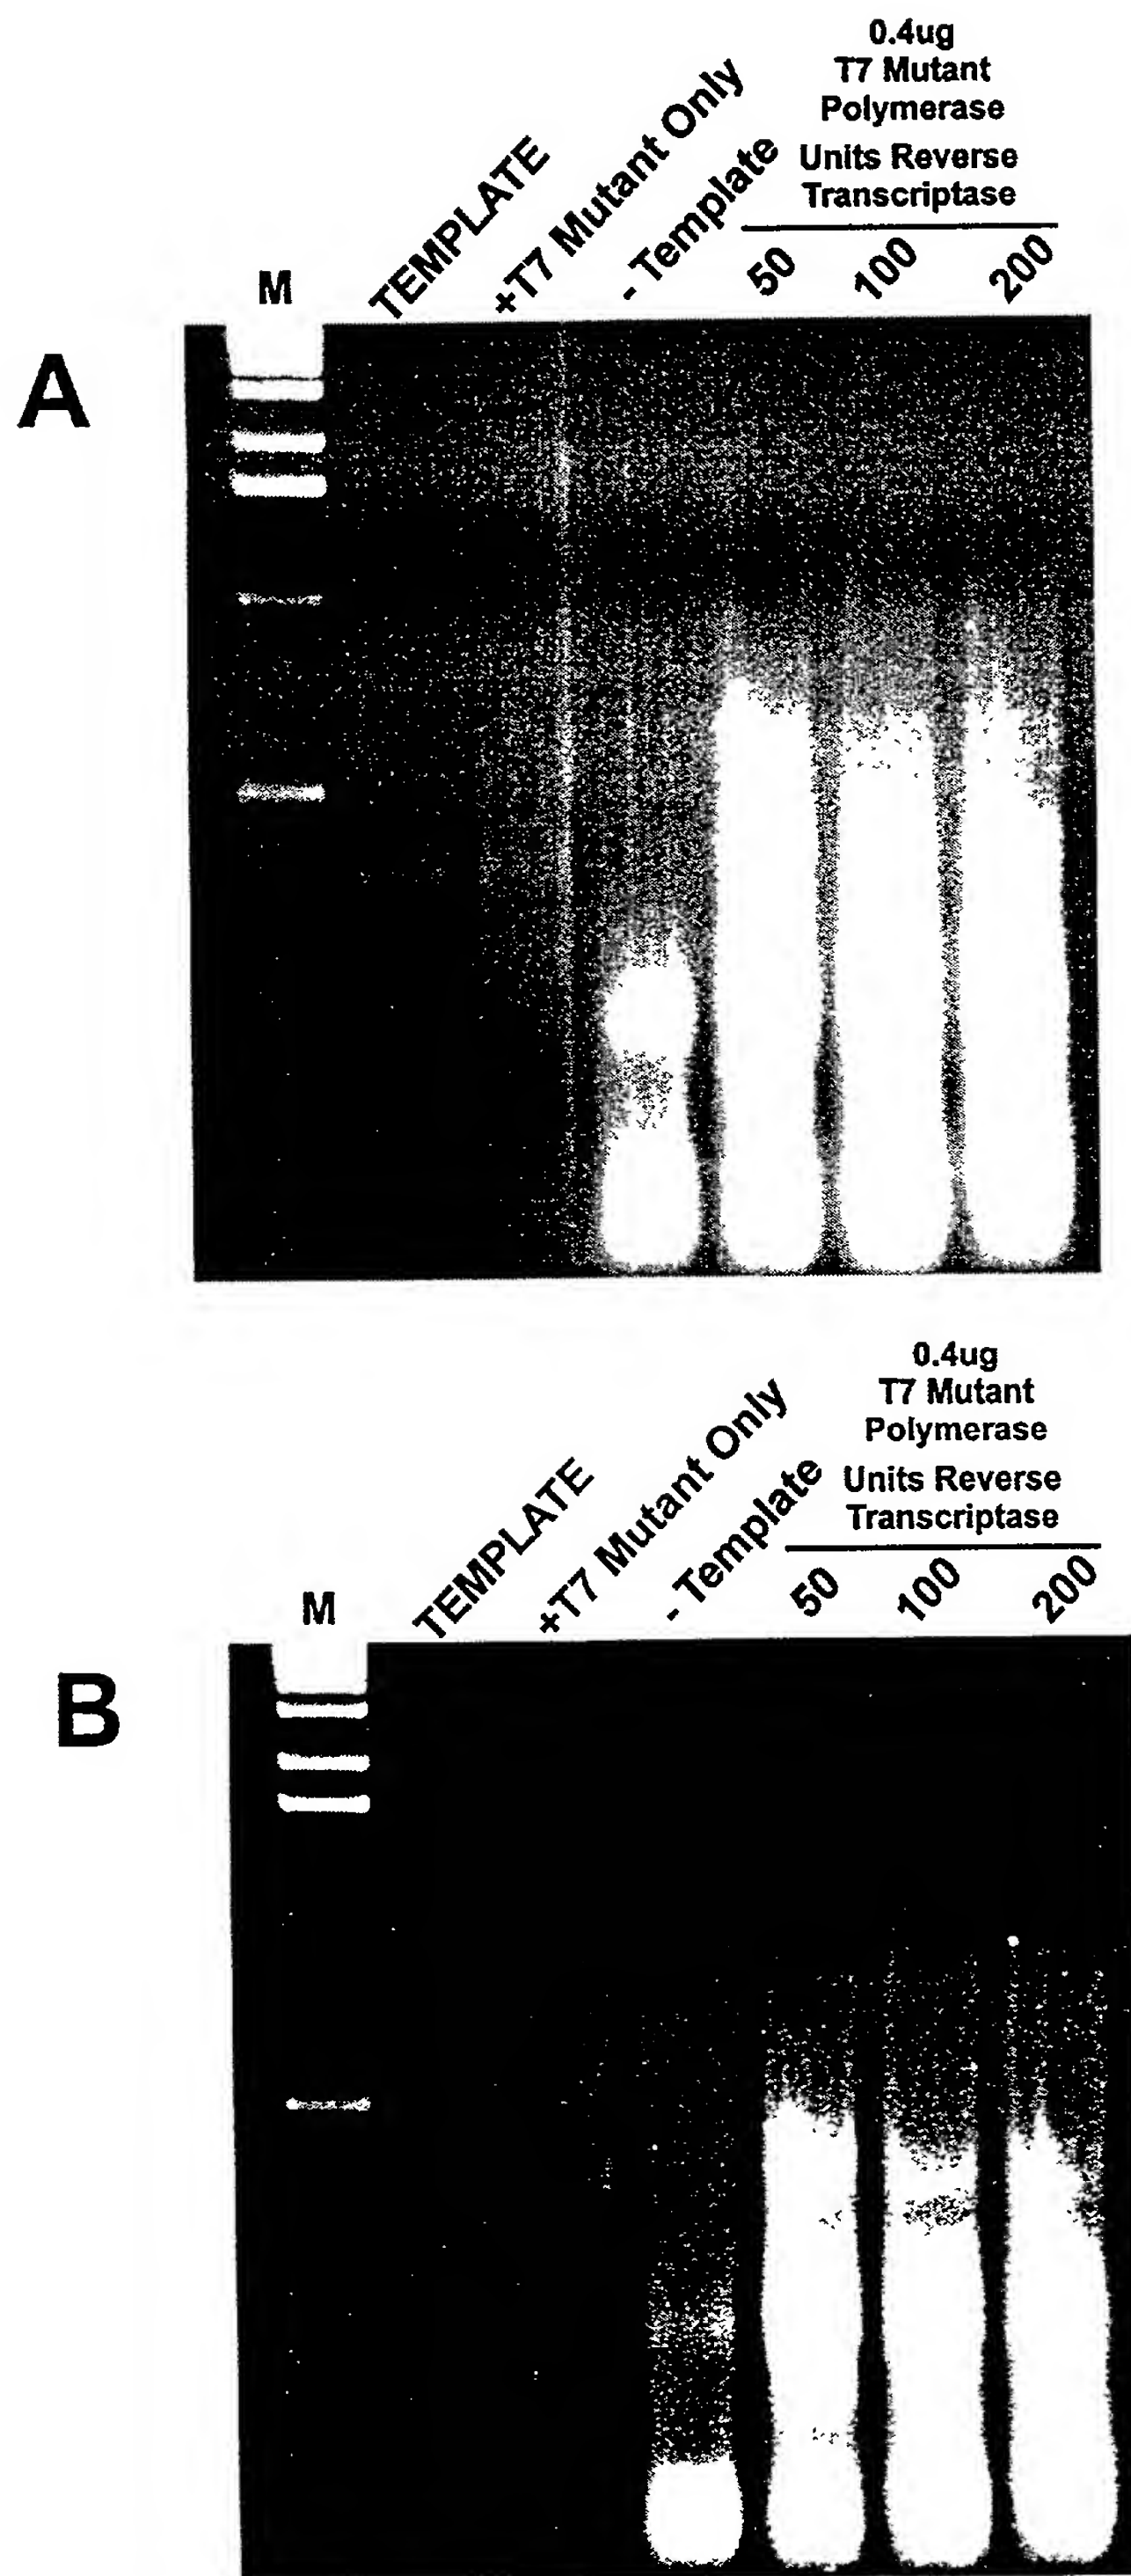 0.4ug
T7 Mutant
Polymerase
Units Reverse
Transcriptase
M
TEMPLATE
+T7 Mutant Only
- Template
50
100
200
A
0.4ug
T7 Mutant
Polymerase
Units Reverse
Transcriptase
M
TEMPLATE
+T7 Mutant Only
- Template
50
100
200
B